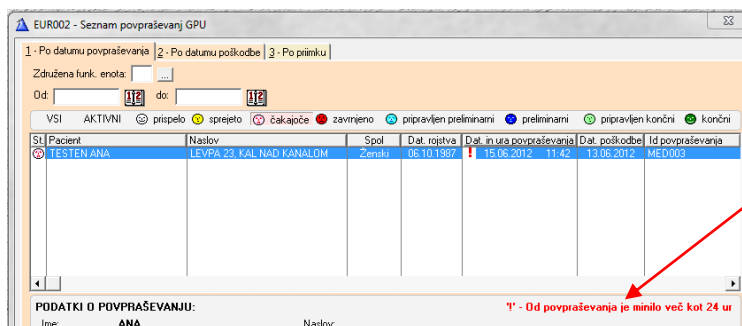 EUR002 - Seznam povpraševanj GPU
1 - Po datumu povpraševanja 2 - Po datumu poškodbe 3 - Po priimku
Združena funk. enota: ...
Od: do:
VSI AKTIVNI prispelo sprejeto čakajoče zavrnjeno pripravljen preliminarni preliminarni pripravljen končni končni
St. Pacient Naslov Spol Dat. rojstva Dat. in ura povpraševanja Dat. poškodbe Id povpraševanja
TESTEN ANA LEVPA 23, KAL NAD KANALOM Ženski 06.10.1987 ! 15.06.2012 11:42 13.06.2012 MED003
PODATKI O POVPRAŠEVANJU: '!' - Od povpraševanja je minilo več kot 24 ur
Ime: ANA Naslov: